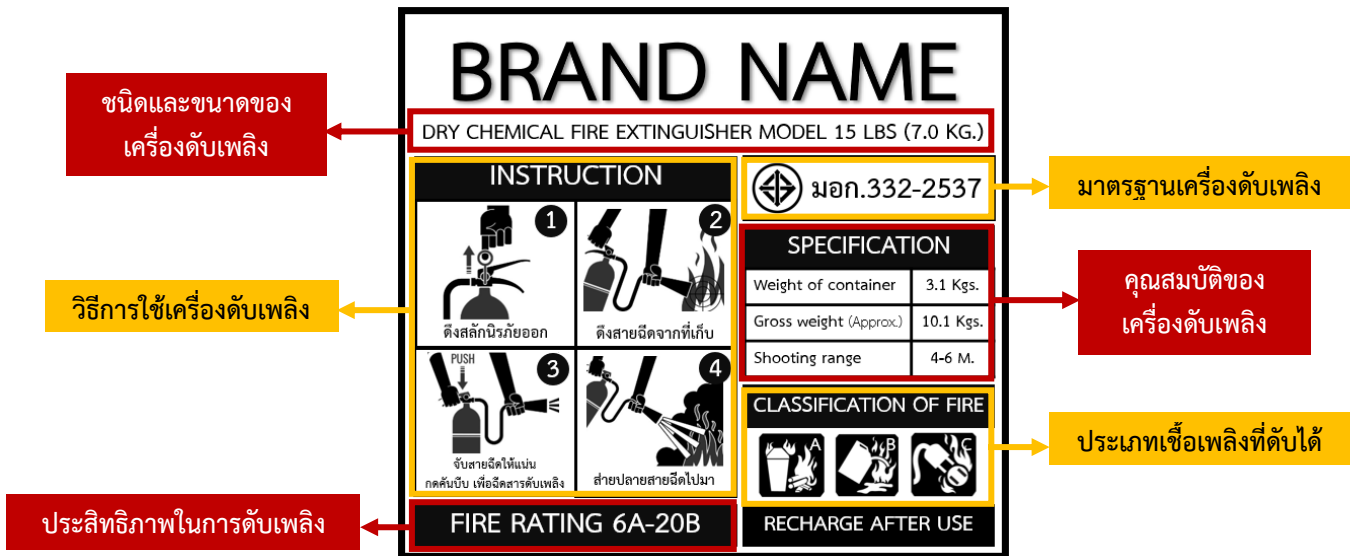 BRAND NAME
ชนิดและขนาดของ
เครื่องดับเพลิง
DRY CHEMICAL FIRE EXTINGUISHER MODEL 15 LBS (7.0 KG.)
INSTRUCTION
1
ดึงสลักนิรภัยออก
2
ดึงสายฉีดจากที่เก็บ
PUSH
3
จับสายฉีดให้แน่น
กดคันบีบ เพื่อฉีดสารดับเพลิง
4
ส่ายปลายสายฉีดไปมา
วิธีการใช้เครื่องดับเพลิง
มอก.332-2537
มาตรฐานเครื่องดับเพลิง
SPECIFICATION
Weight of container 3.1 Kgs.
Gross weight (Approx.) 10.1 Kgs.
Shooting range 4-6 M.
คุณสมบัติของ
เครื่องดับเพลิง
CLASSIFICATION OF FIRE
A B C
ประเภทเชื้อเพลิงที่ดับได้
ประสิทธิภาพในการดับเพลิง
FIRE RATING 6A-20B
RECHARGE AFTER USE